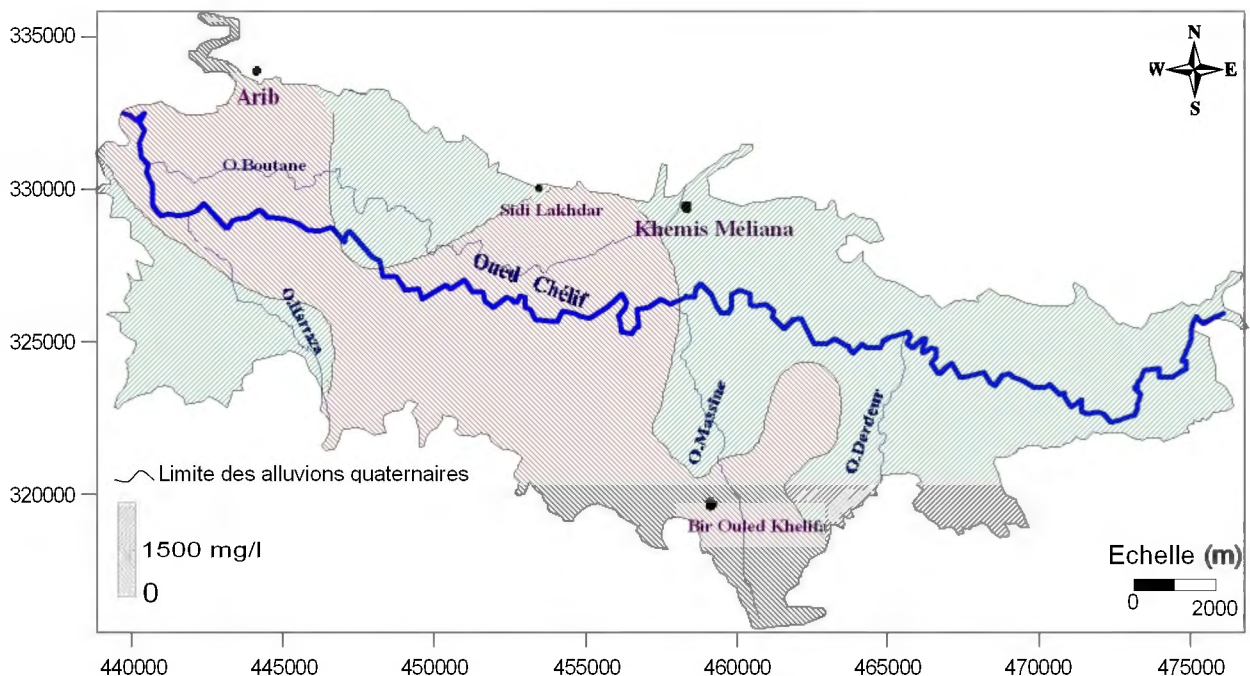 335000
330000
325000
320000
N
W E
S
Arib
O.Boutane
Sidi Lakhdar
Khemis Méliana
Oued Chélif
O.Harraza
O.Massine
O.Derdeur
Bir Ouled Khelifa
Limite des alluvions quaternaires
1500 mg/l
0
Echelle (m)
0 2000
440000 445000 450000 455000 460000 465000 470000 475000